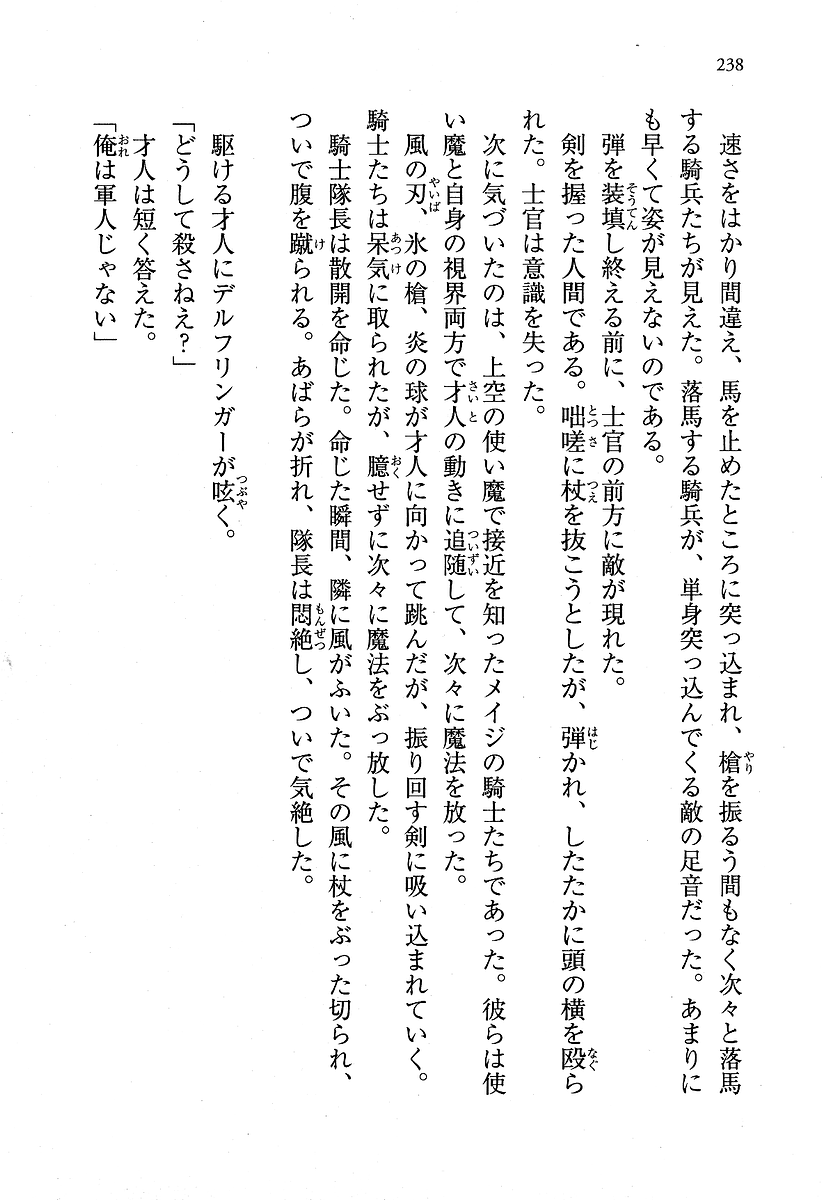 238
速さをはかり間違え、馬を止めたところに突っ込まれ、槍を振るう間もなく次々と落馬
する騎兵たちが見えた。落馬する騎兵が、単身突っ込んでくる敵の足音だった。あまりに
も早くて姿が見えないのである。
弾を装填し終える前に、士官の前方に敵が現れた。
剣を握った人間である。咄嗟に杖を抜こうとしたが、弾かれ、したたかに頭の横を殴ら
れた。士官は意識を失った。
次に気づいたのは、上空の使い魔で接近を知ったメイジの騎士たちであった。彼らは使
い魔と自身の視界両方で才人の動きに追随して、次々に魔法を放った。
風の刃、氷の槍、炎の球が才人に向かって跳んだが、振り回す剣に吸い込まれていく。
騎士たちは呆気に取られたが、臆せずに次々に魔法をぶっ放した。
騎士隊長は散開を命じた。命じた瞬間、隣に風がふいた。その風に杖をぶった切られ、
ついで腹を蹴られる。あばらが折れ、隊長は悶絶し、ついで気絶した。
駆ける才人にデルフリンガーが呟く。
「どうして殺さねえ?」
才人は短く答えた。
「俺は軍人じゃない」